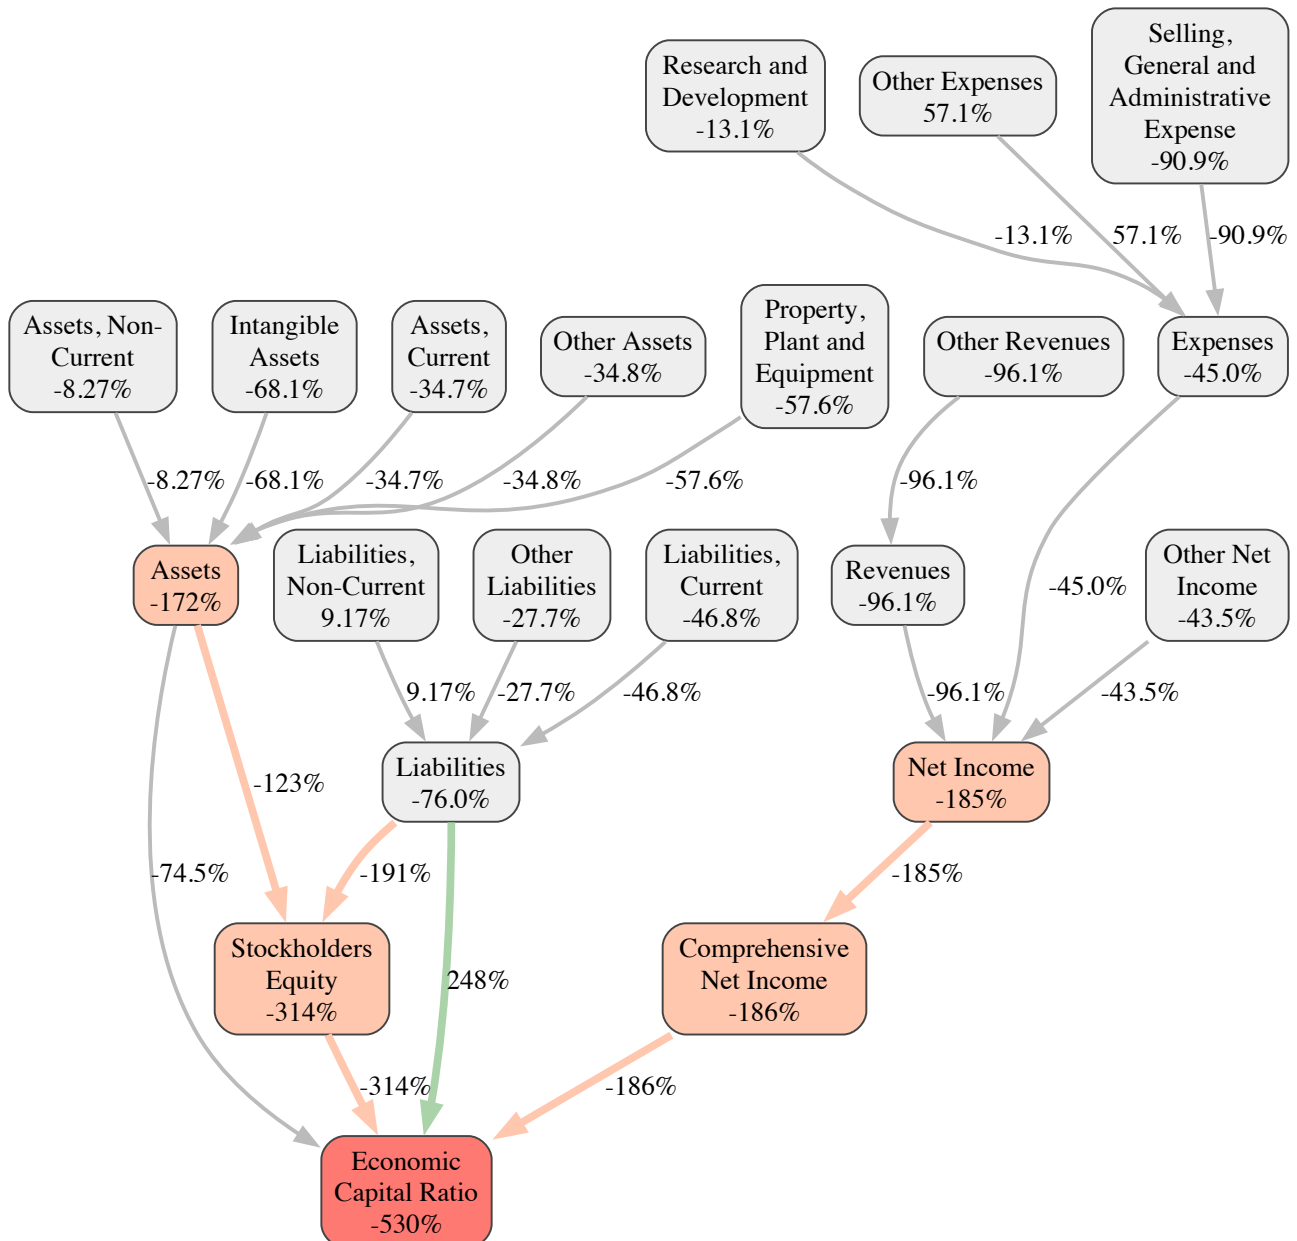 Selling,
General and
Administrative
Expense
-90.9%
Research and
Development
-13.1%
Other Expenses
57.1%
-13.1%
57.1%
-90.9%
Assets, Non-
Current
-8.27%
Intangible
Assets
-68.1%
Assets,
Current
-34.7%
Other Assets
-34.8%
Property,
Plant and
Equipment
-57.6%
Other Revenues
-96.1%
Expenses
-45.0%
-8.27%
-68.1%
-34.7%
-34.8%
-57.6%
-96.1%
Assets
-172%
Liabilities,
Non-Current
9.17%
Other
Liabilities
-27.7%
Liabilities,
Current
-46.8%
Revenues
-96.1%
-45.0%
Other Net
Income
-43.5%
9.17%
-27.7%
-46.8%
-96.1%
-43.5%
-123%
Liabilities
-76.0%
Net Income
-185%
-74.5%
-191%
-185%
Stockholders
Equity
-314%
248%
Comprehensive
Net Income
-186%
-314%
-186%
Economic
Capital Ratio
-530%